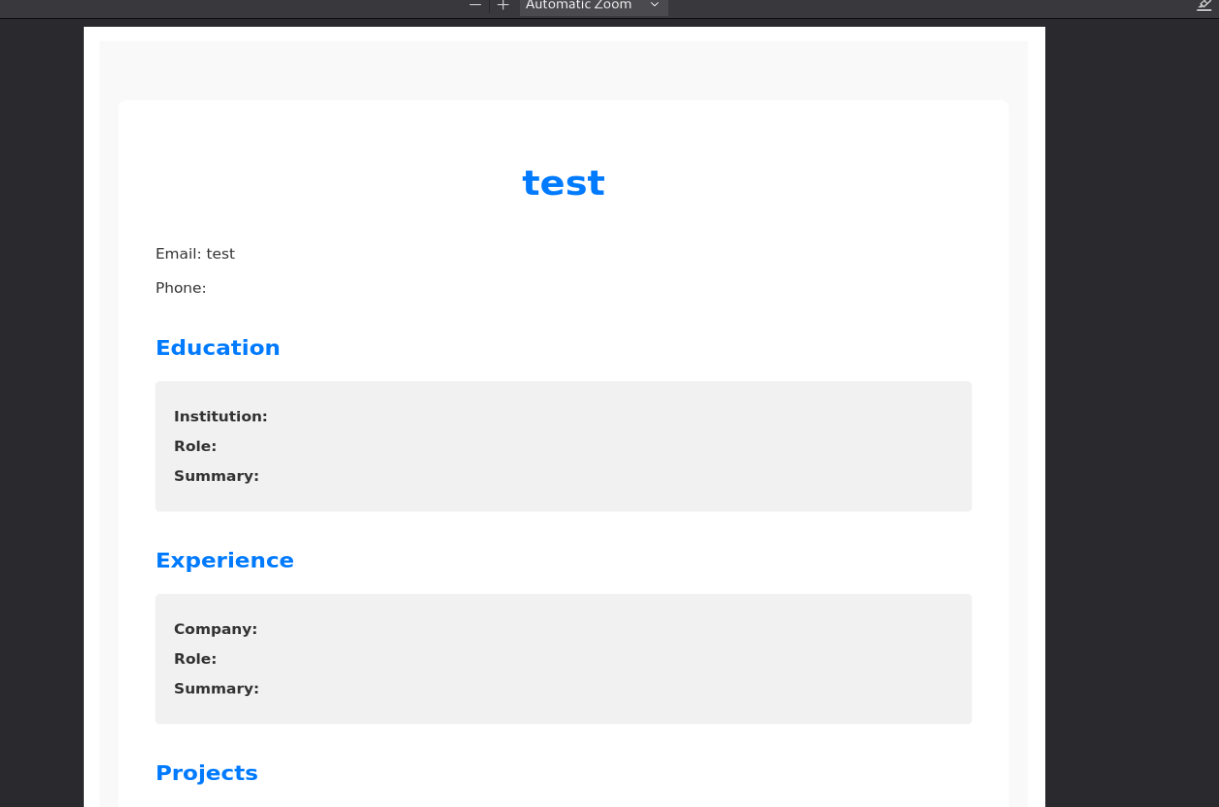 Automatic Zoom
test
Email: test
Phone:
Education
Institution:
Role:
Summary:
Experience
Company:
Role:
Summary:
Projects